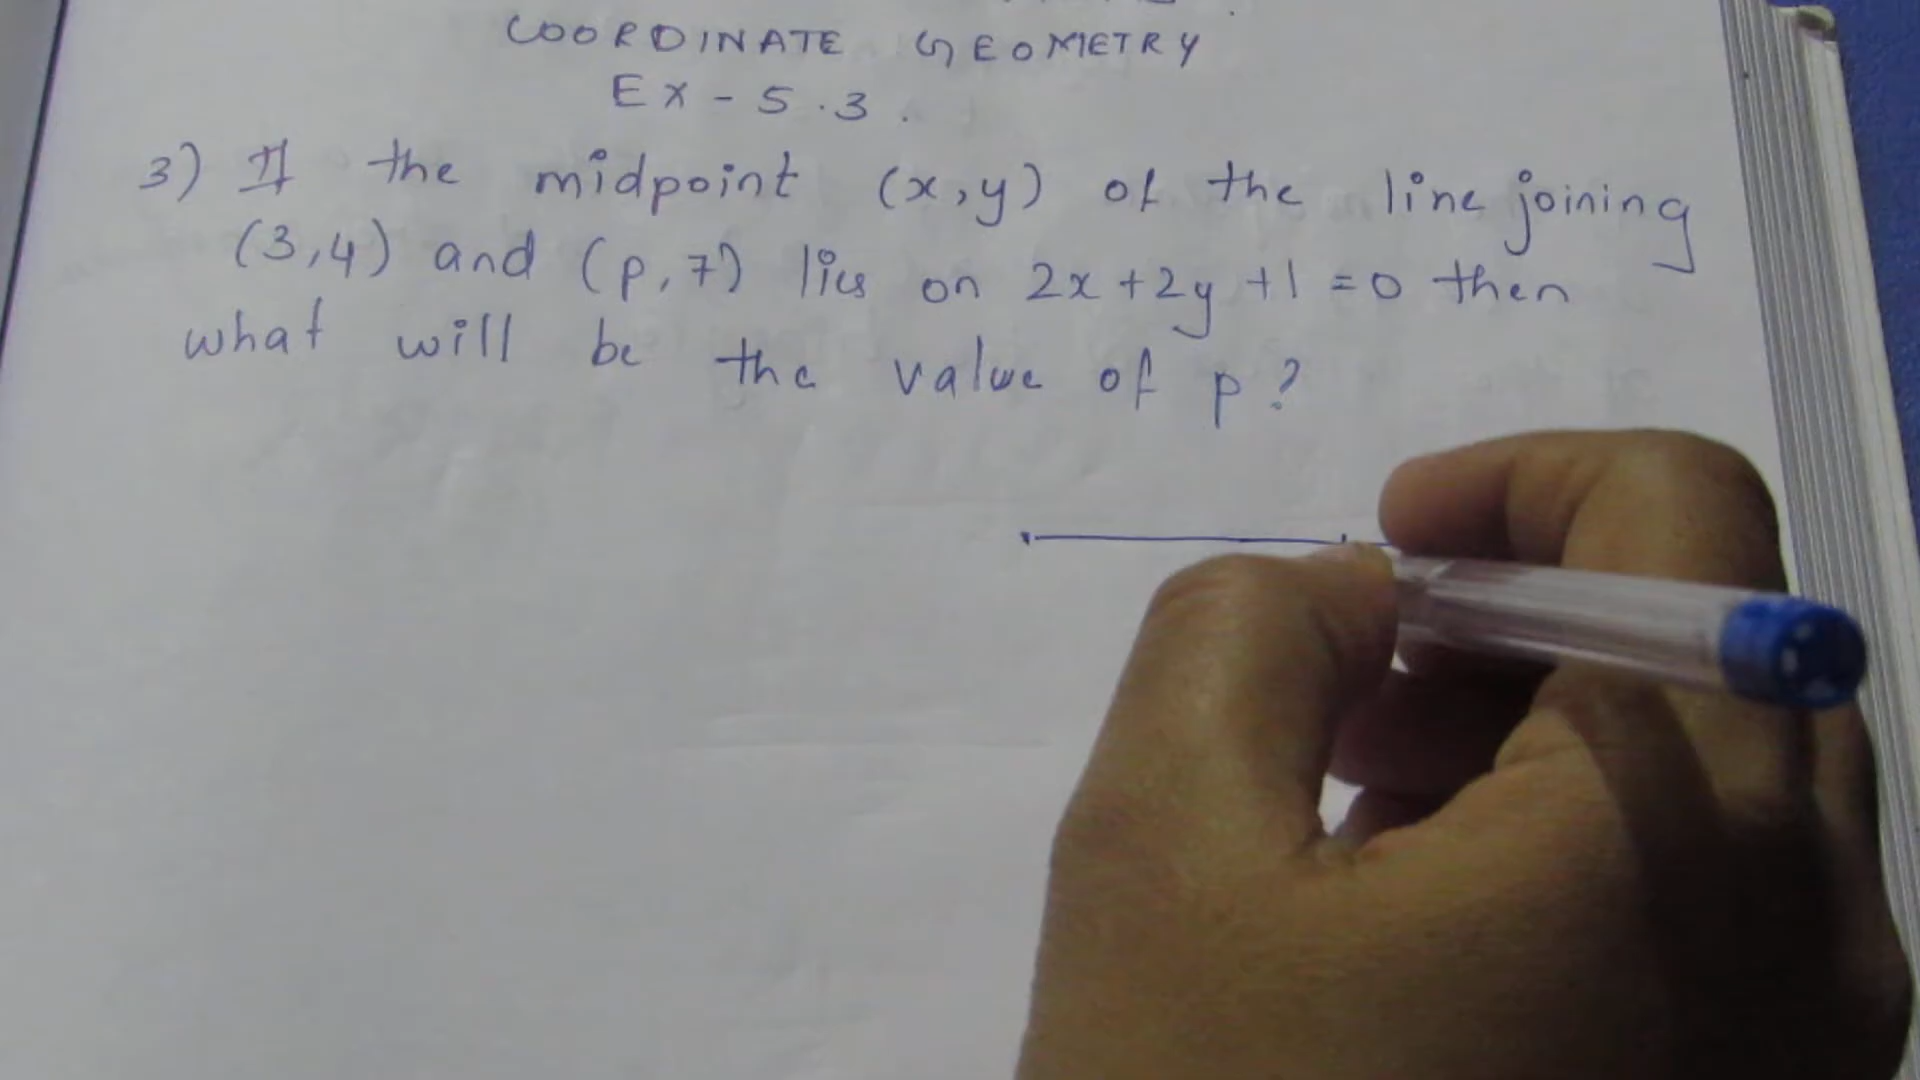 COORDINATE GEOMETRY
EX - 5.3.
3) If the midpoint (x,y) of the line joining
(3,4) and (p,7) lies on 2x+2y+1=0 then
what will be the value of p?